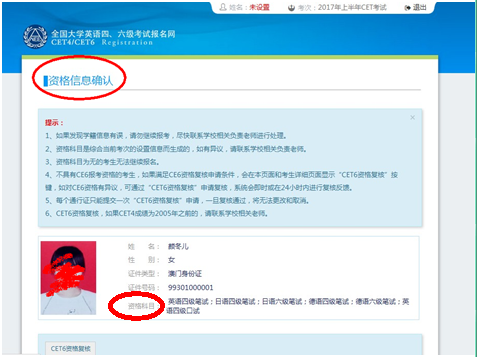 姓名：未设置 考次：2017年上半年CET考试 退出
全国大学英语四、六级考试报名网
CET4/CET6 Registration
资格信息确认
提示：
1、如果发现学籍信息有误，请勿继续报考，尽快联系学校相关负责老师进行处理。
2、资格科目是综合当前考次的设置信息而生成的，如有异议，请联系学校相关负责老师。
3、资格科目为无的考生无法继续报名。
4、不具有CE6报考资格的考生，如果满足CE6资格复核申请条件，会在本页面和考生详细页面显示“CET6资格复核”按
键，如对CE6资格有异议，可通过“CET6资格复核”申请复核，系统会即时或在24小时内进行复核反馈。
5、每个通行证只能提交一次“CET6资格复核”申请，一旦复核通过，将无法更改和取消。
6、CET6资格复核，如果CET4成绩为2005年之前的，请联系学校相关老师。
姓 名：颜冬儿
性 别：女
证件类型：澳门身份证
证件号码：99301000001
资格科目：英语四级笔试；日语四级笔试；日语六级笔试；德语四级笔试；德语六级笔试；英
语四级口试
CET6资格复核